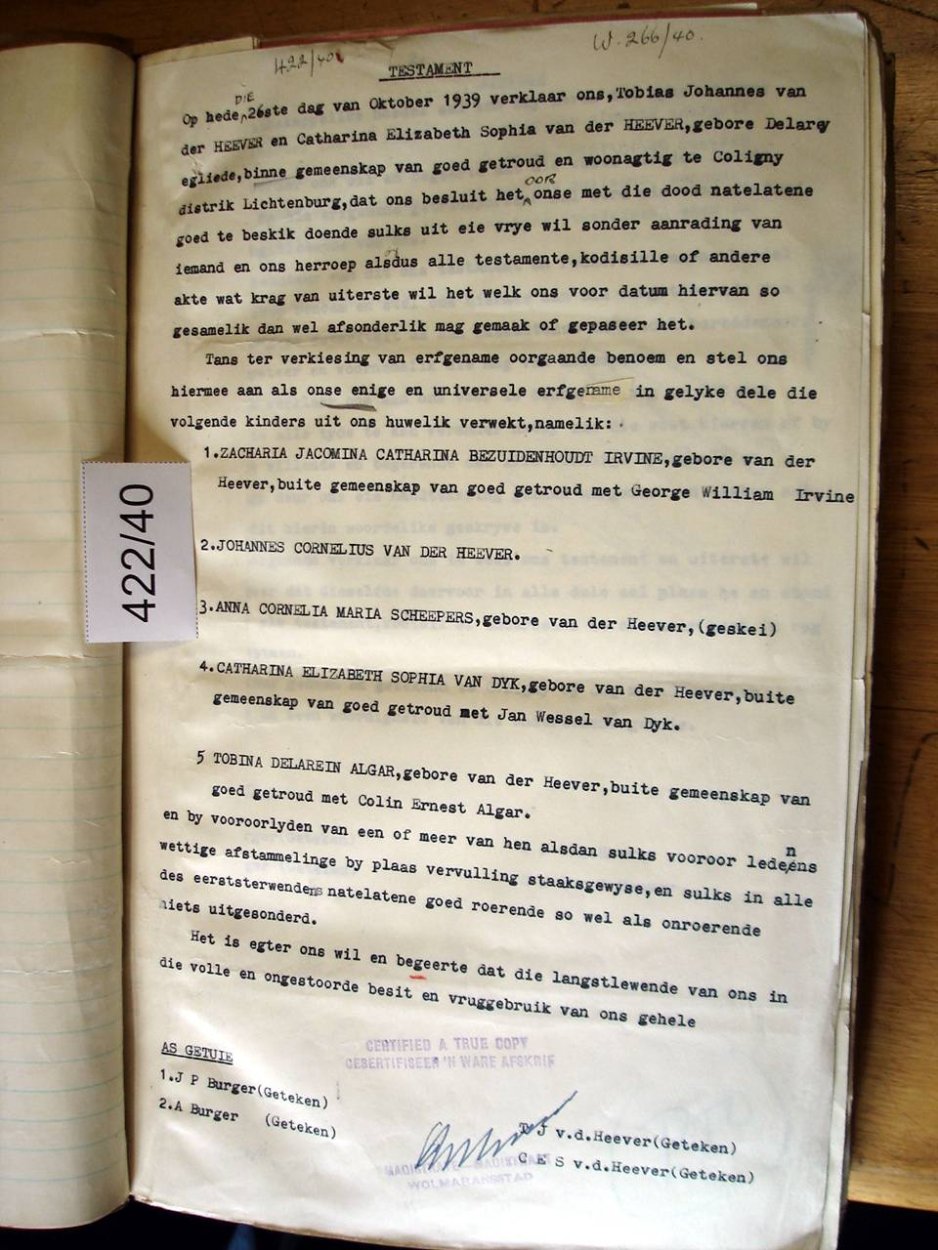 422/40
W. 266/40.
TESTAMENT
Op hede DIE 26ste dag van Oktober 1939 verklaar ons,Tobias Johannes van
der HEEVER en Catharina Elizabeth Sophia van der HEEVER,gebore Delarey
egliede,binne gemeenskap van goed getroud en woonagtig te Coligny
distrik Lichtenburg,dat ons besluit het OOR onse met die dood natelatene
goed te beskik doende sulks uit eie vrye wil sonder aanrading van
iemand en ons herroep alsdus alle testamente,kodisille of andere
akte wat krag van uiterste wil het welk ons voor datum hiervan so
gesamelik dan wel afsonderlik mag gemaak of gepaseer het.
Tans ter verkiesing van erfgename oorgaande benoem en stel ons
hiermee aan als onse enige en universele erfgename in gelyke dele die
volgende kinders uit ons huwelik verwekt,namelik:
1.ZACHARIA JACOMINA CATHARINA BEZUIDENHOUDT IRVINE,gebore van der
Heever,buite gemeenskap van goed getroud met George William Irvine
2.JOHANNES CORNELIUS VAN DER HEEVER.
3.ANNA CORNELIA MARIA SCHEEPERS,gebore van der Heever,(geskei)
4.CATHARINA ELIZABETH SOPHIA VAN DYK,gebore van der Heever,buite
gemeenskap van goed getroud met Jan Wessel van Dyk.
5 TOBINA DELAREIN ALGAR,gebore van der Heever,buite gemeenskap van
goed getroud met Colin Ernest Algar.
en by vooroorlyden van een of meer van hen alsdan sulks vooroor ledenens
wettige afstammelinge by plaas vervulling staaksgewyse,en sulks in alle
des eerststerwendens natelatene goed roerende so wel als onroerende
niets uitgesonderd.
Het is egter ons wil en begeerte dat die langstlewende van ons in
die volle en ongestoorde besit en vruggebruik van ons gehele
CERTIFIED A TRUE COPY
GESERTIFISEER 'N WARE AFSKRIF
AS GETUIE
1.J P Burger(Geteken)
2.A Burger (Geteken)
T J v.d.Heever(Geteken)
C E S v.d.Heever(Geteken)
WOLMARANSSTAD
422/40